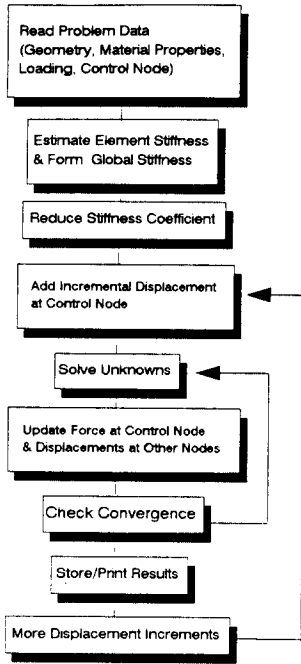 Read Problem Data
(Geometry, Material Properties,
Loading, Control Node)
Estimate Element Stiffness
& Form Global Stiffness
Reduce Stiffness Coefficient
Add Incremental Displacement
at Control Node
Solve Unknowns
Update Force at Control Node
& Displacements at Other Nodes
Check Convergence
Store/Print Results
More Displacement Increments